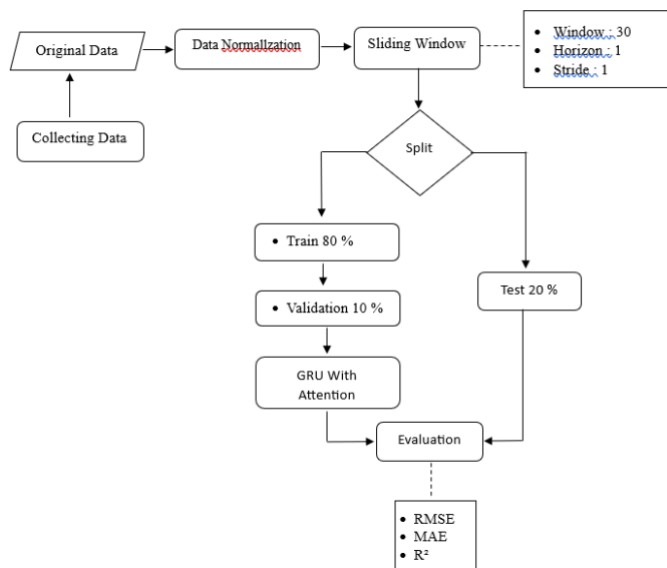 Original Data
Data Normallzation
Sliding Window
• Window : 30
• Horizon : 1
• Stride : 1
Collecting Data
Split
• Train 80 %
• Validation 10 %
Test 20 %
GRU With
Attention
Evaluation
• RMSE
• MAE
• R²